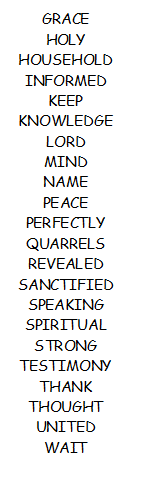 GRACE
HOLY
HOUSEHOLD
INFORMED
KEEP
KNOWLEDGE
LORD
MIND
NAME
PEACE
PERFECTLY
QUARRELS
REVEALED
SANCTIFIED
SPEAKING
SPIRITUAL
STRONG
TESTIMONY
THANK
THOUGHT
UNITED
WAIT